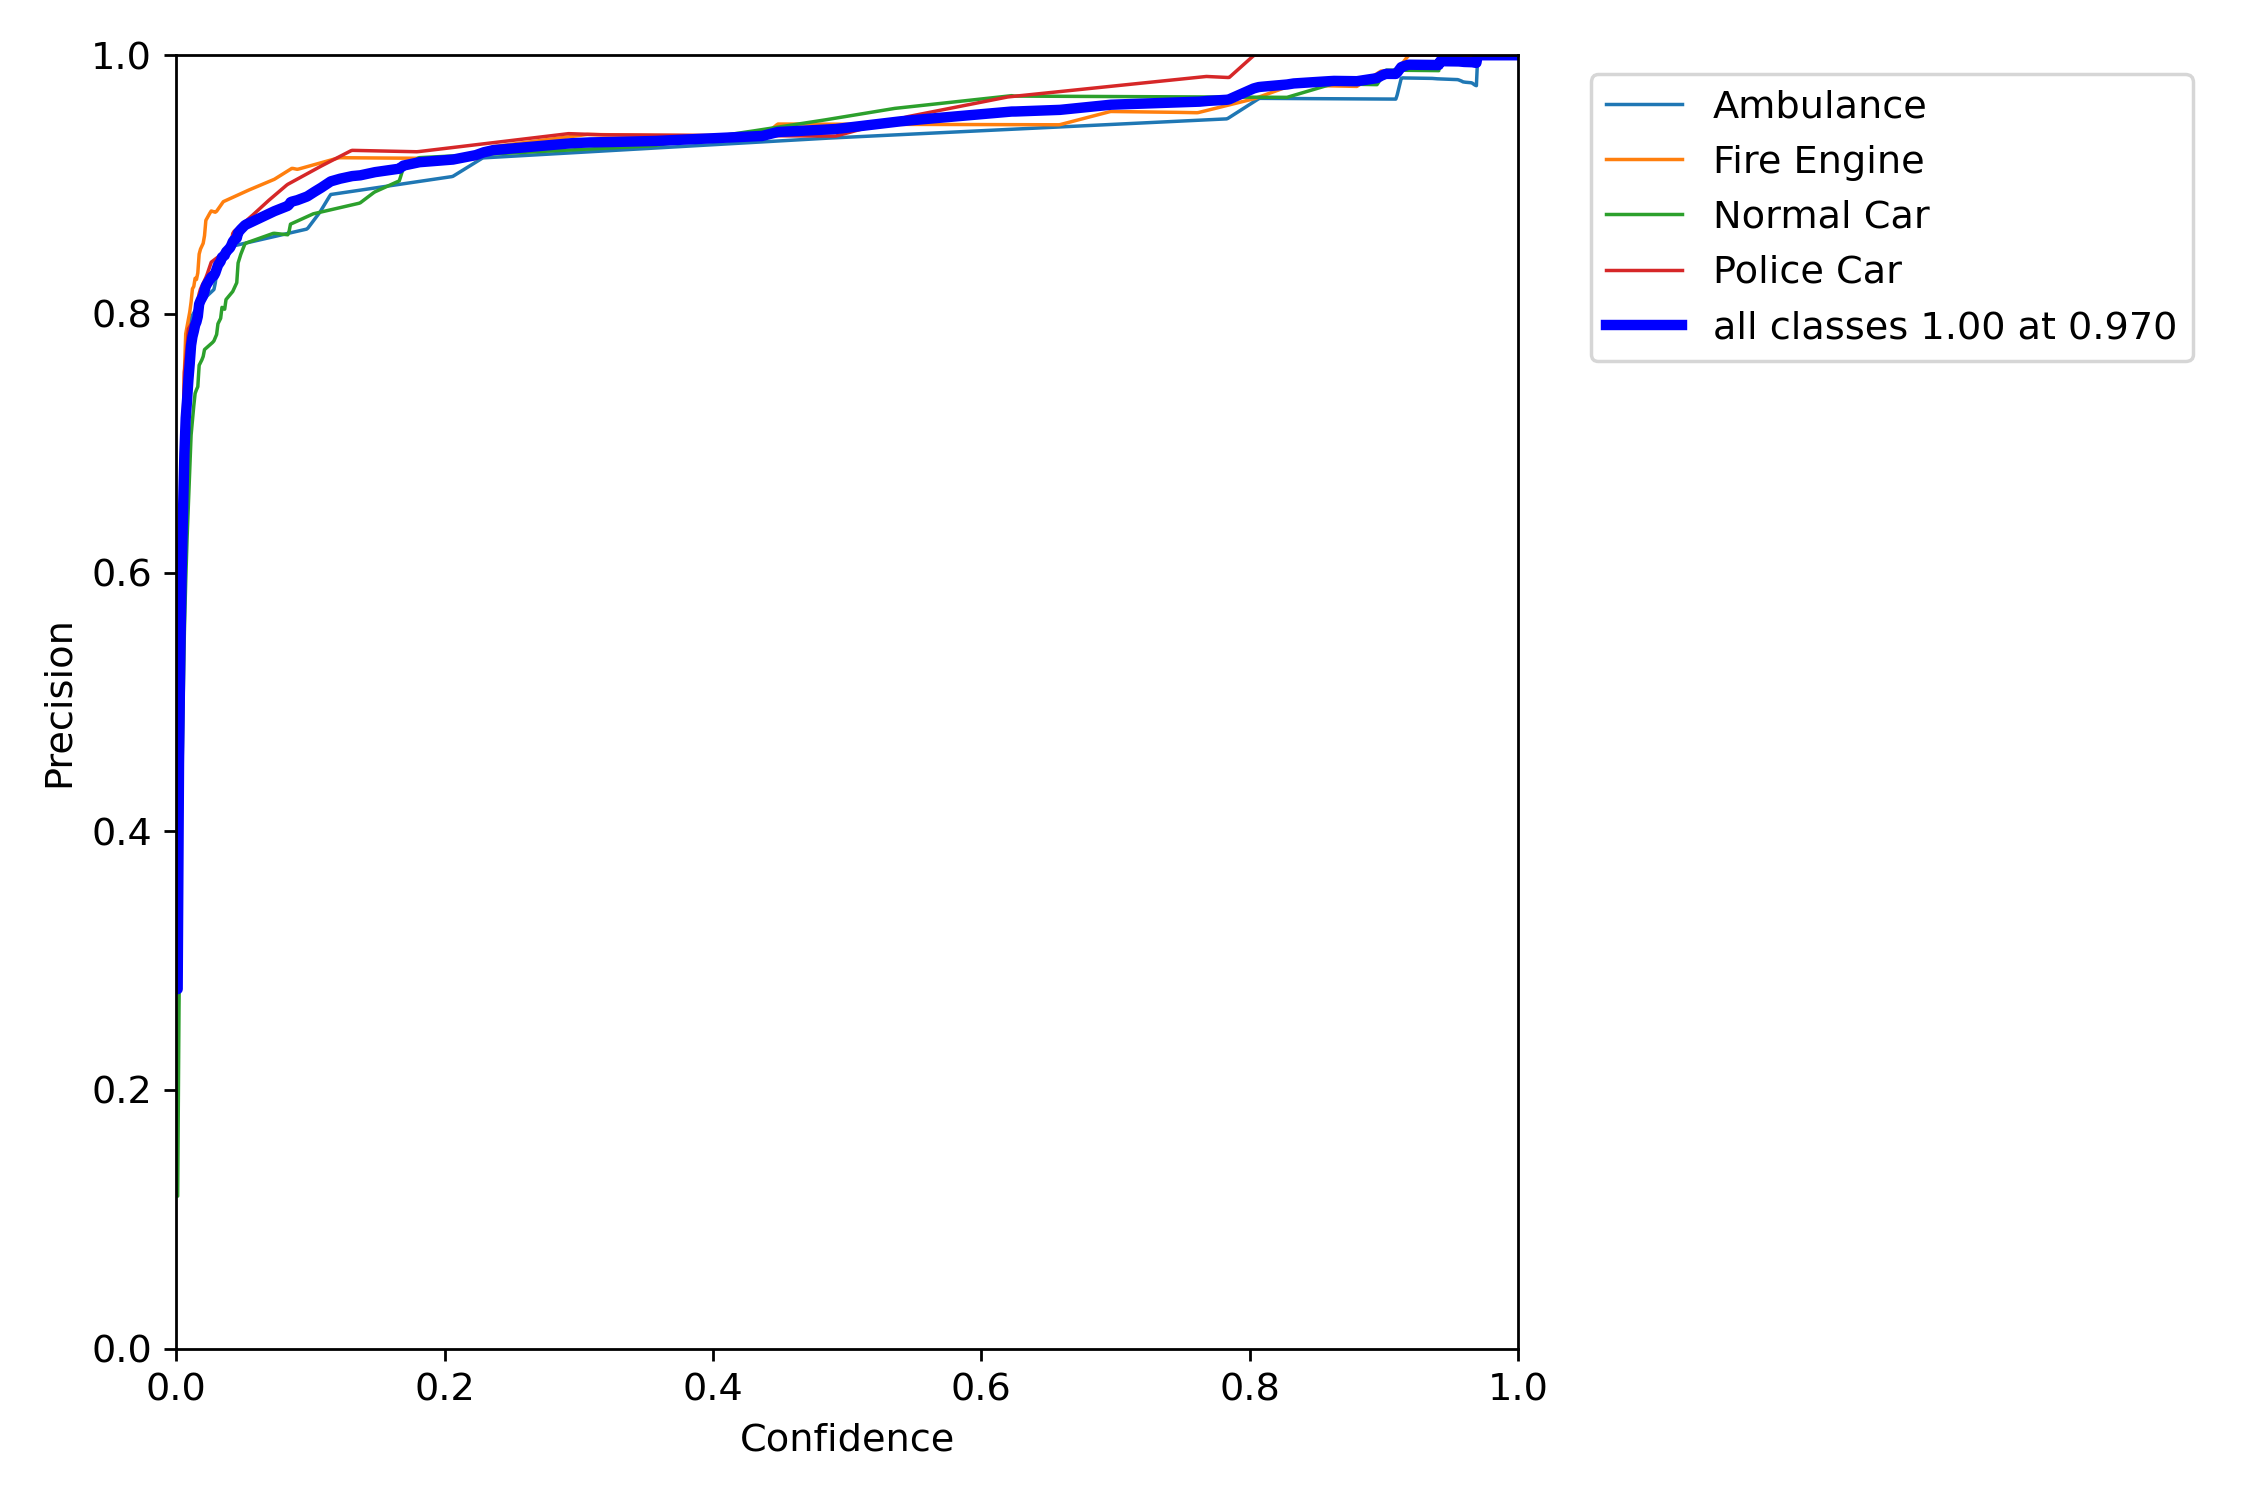 1.0
0.8
0.6
0.4
0.2
0.0
Precision
0.0 0.2 0.4 0.6 0.8 1.0
Confidence
Ambulance
Fire Engine
Normal Car
Police Car
all classes 1.00 at 0.970